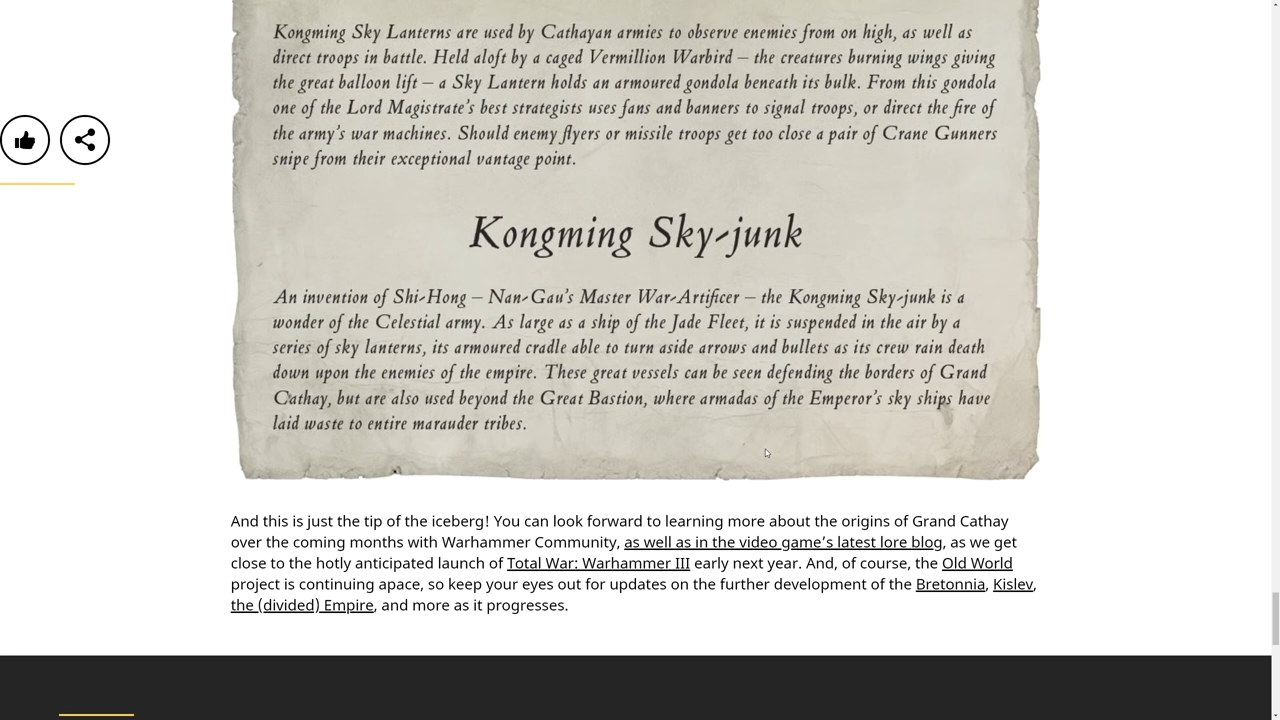 Kongming Sky Lanterns are used by Cathayan armies to observe enemies from on high, as well as
direct troops in battle. Held aloft by a caged Vermillion Warbird – the creatures burning wings giving
the great balloon lift – a Sky Lantern holds an armoured gondola beneath its bulk. From this gondola
one of the Lord Magistrate's best strategists uses fans and banners to signal troops, or direct the fire of
the army's war machines. Should enemy flyers or missile troops get too close a pair of Crane Gunners
snipe from their exceptional vantage point.
Kongming Sky-junk
An invention of Shi-Hong – Nan-Gau's Master War-Artificer – the Kongming Sky-junk is a
wonder of the Celestial army. As large as a ship of the Jade Fleet, it is suspended in the air by a
series of sky lanterns, its armoured cradle able to turn aside arrows and bullets as its crew rain death
down upon the enemies of the empire. These great vessels can be seen defending the borders of Grand
Cathay, but are also used beyond the Great Bastion, where armadas of the Emperor's sky ships have
laid waste to entire marauder tribes.
And this is just the tip of the iceberg! You can look forward to learning more about the origins of Grand Cathay
over the coming months with Warhammer Community, as well as in the video game's latest lore blog, as we get
close to the hotly anticipated launch of Total War: Warhammer III early next year. And, of course, the Old World
project is continuing apace, so keep your eyes out for updates on the further development of the Bretonnia, Kislev,
the (divided) Empire, and more as it progresses.